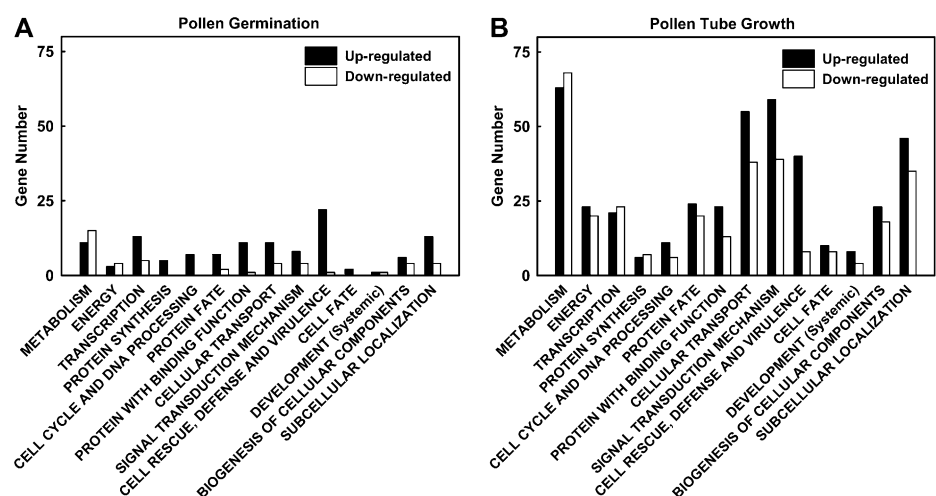 A
Pollen Germination
75
50
25
0
Gene Number
Up-regulated
Down-regulated
METABOLISM
ENERGY
TRANSCRIPTION
PROTEIN SYNTHESIS
CELL CYCLE AND DNA PROCESSING
PROTEIN FATE
PROTEIN WITH BINDING FUNCTION
CELLULAR TRANSPORT
SIGNAL TRANSDUCTION MECHANISM
CELL RESCUE, DEFENSE AND VIRULENCE
CELL FATE
DEVELOPMENT (Systemic)
BIOGENESIS OF CELLULAR COMPONENTS
SUBCELLULAR LOCALIZATION
B
Pollen Tube Growth
75
50
25
0
Gene Number
Up-regulated
Down-regulated
METABOLISM
ENERGY
TRANSCRIPTION
PROTEIN SYNTHESIS
CELL CYCLE AND DNA PROCESSING
PROTEIN FATE
PROTEIN WITH BINDING FUNCTION
CELLULAR TRANSPORT
SIGNAL TRANSDUCTION MECHANISM
CELL RESCUE, DEFENSE AND VIRULENCE
CELL FATE
DEVELOPMENT (Systemic)
BIOGENESIS OF CELLULAR COMPONENTS
SUBCELLULAR LOCALIZATION